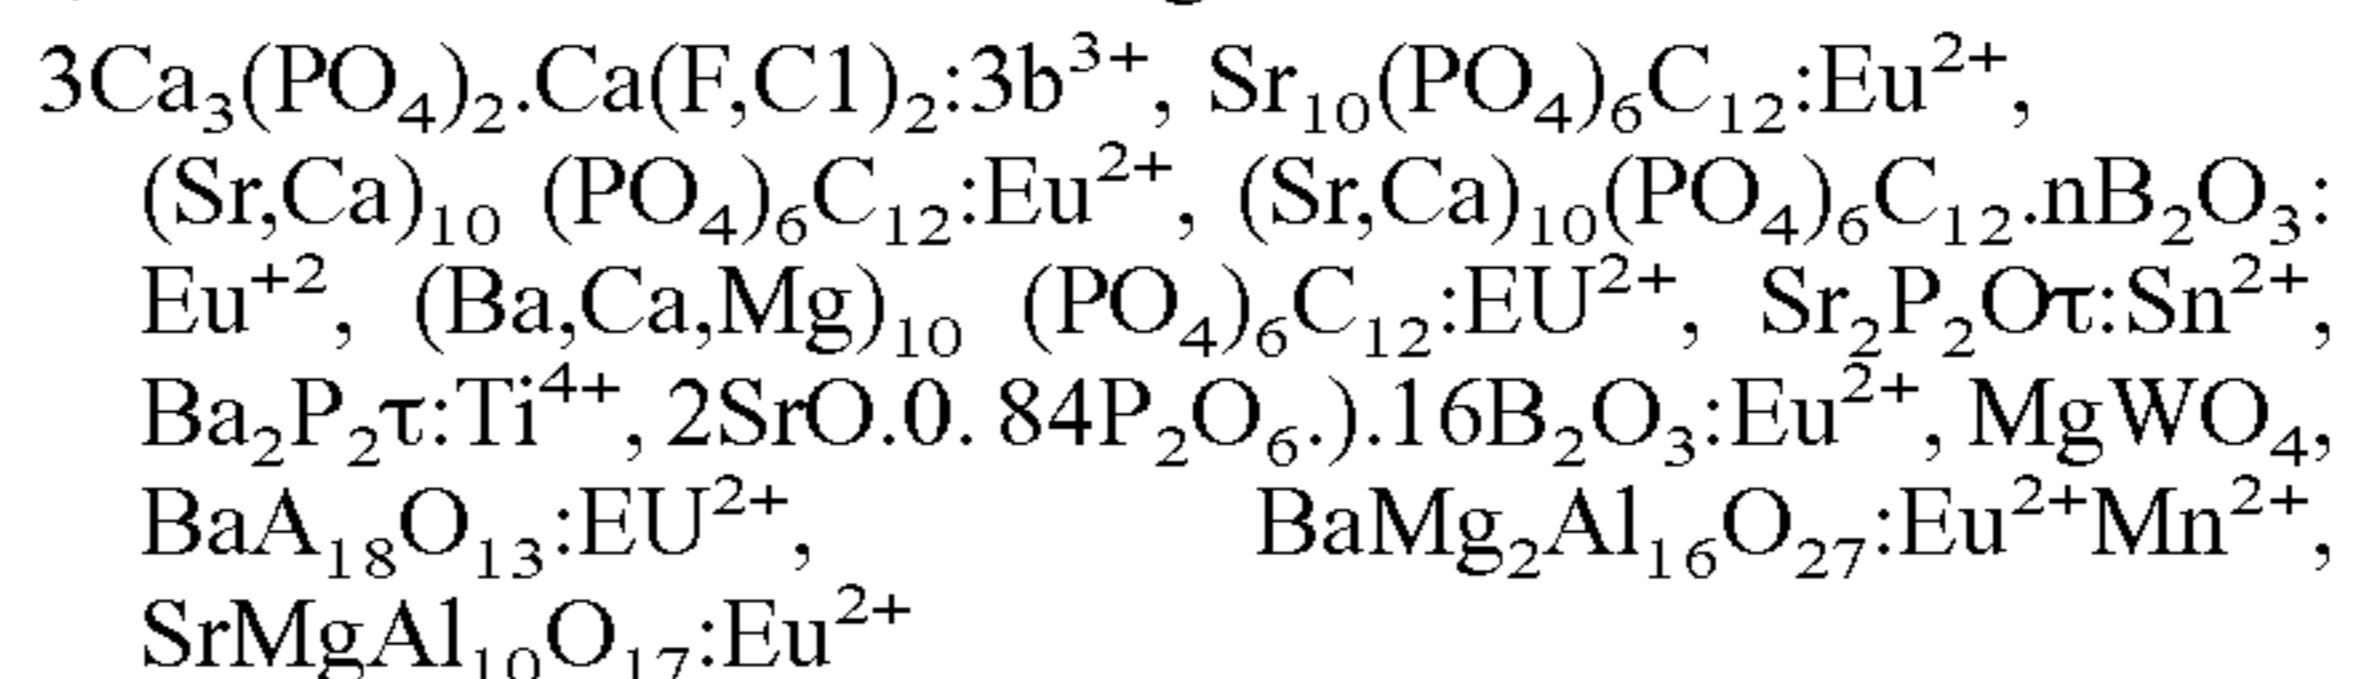 3Ca₃(PO₄)₂.Ca(F,C1)₂:3b³⁺, Sr₁₀(PO₄)₆C₁₂:Eu²⁺,
(Sr,Ca)₁₀ (PO₄)₆C₁₂:Eu²⁺, (Sr,Ca)₁₀(PO₄)₆C₁₂.nB₂O₃:
Eu⁺², (Ba,Ca,Mg)₁₀ (PO₄)₆C₁₂:EU²⁺, Sr₂P₂Oτ:Sn²⁺,
Ba₂P₂τ:Ti⁴⁺, 2SrO.0. 84P₂O₆.).16B₂O₃:Eu²⁺, MgWO₄,
BaA₁₈O₁₃:EU²⁺, BaMg₂Al₁₆O₂₇:Eu²⁺Mn²⁺,
SrMgAl₁₀O₁₇:Eu²⁺